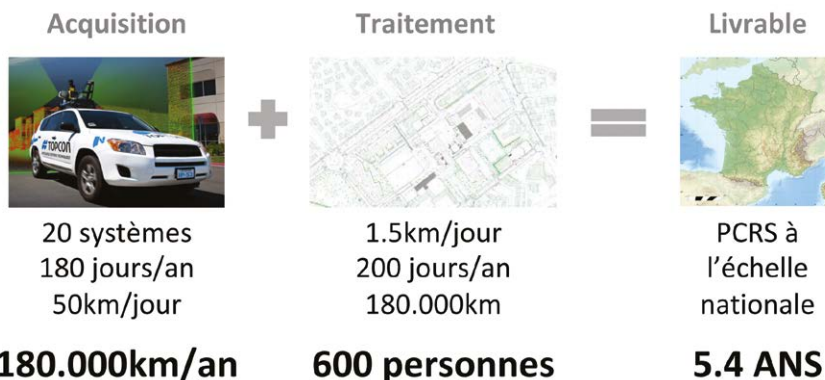 Acquisition
Traitement
Livrable
TOPCON
20 systèmes
180 jours/an
50km/jour
1.5km/jour
200 jours/an
180.000km
PCRS à
l’échelle
nationale
180.000km/an
600 personnes
5.4 ANS